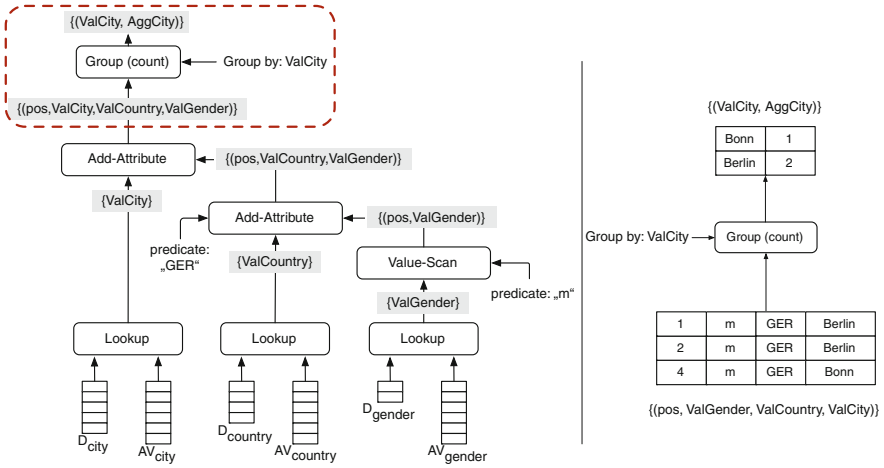 {(ValCity, AggCity)}
Group (count)
Group by: ValCity
{(pos,ValCity,ValCountry,ValGender)}
Add-Attribute
{(pos,ValCountry,ValGender)}
{ValCity}
Add-Attribute
{(pos,ValGender)}
predicate:
„GER“
{ValCountry}
Value-Scan
predicate: „m“
{ValGender}
Lookup
Lookup
Lookup
Dcity
AVcity
Dcountry
AVcountry
Dgender
AVgender
{(ValCity, AggCity)}
Bonn 1
Berlin 2
Group by: ValCity
Group (count)
1 m GER Berlin
2 m GER Berlin
4 m GER Bonn
{(pos, ValGender, ValCountry, ValCity)}